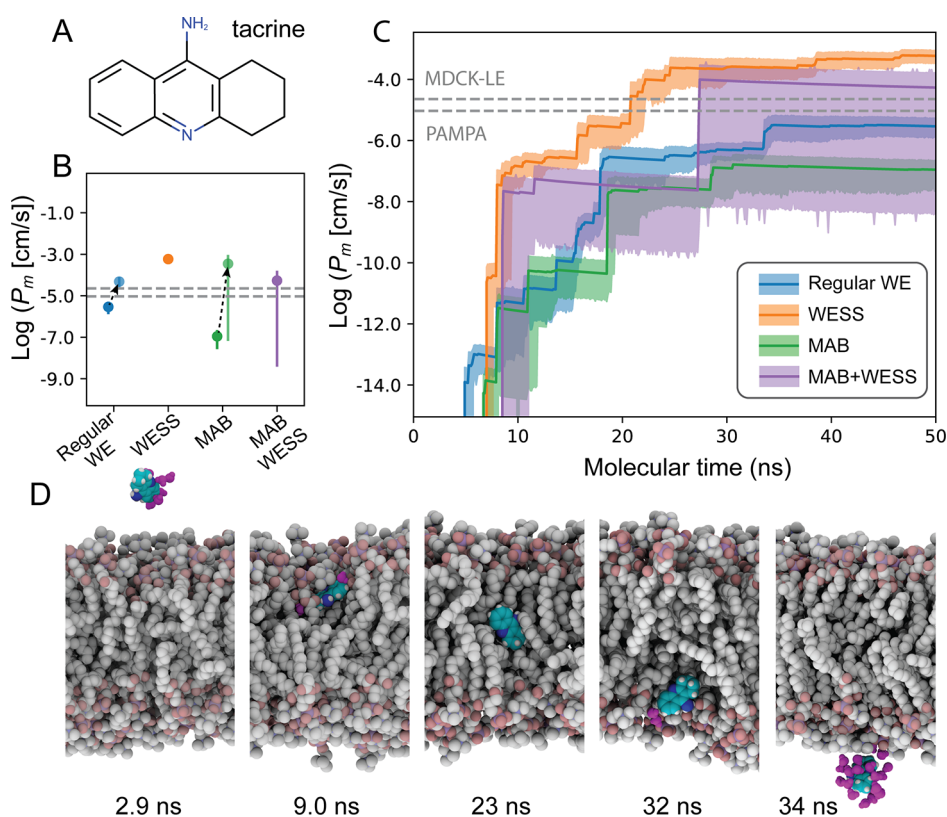 A
NH₂
tacrine
N
B
Log (Pm [cm/s])
-1.0
-3.0
-5.0
-7.0
-9.0
Regular
WE
WESS
MAB
MAB
WESS
C
Log (Pm [cm/s])
-4.0
-6.0
-8.0
-10.0
-12.0
-14.0
MDCK-LE
PAMPA
Regular WE
WESS
MAB
MAB+WESS
0
10
20
30
40
50
Molecular time (ns)
D
2.9 ns
9.0 ns
23 ns
32 ns
34 ns